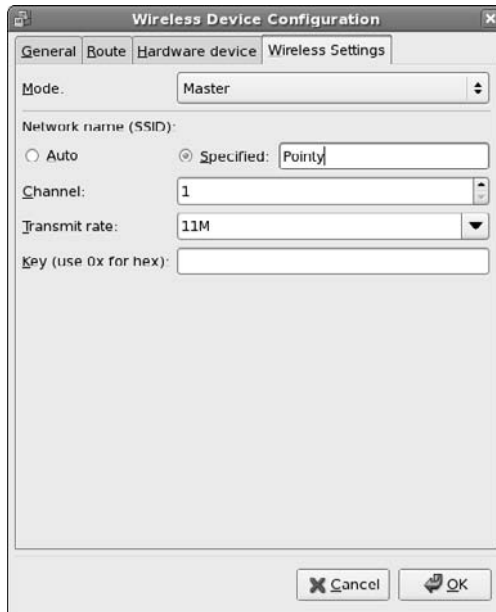 Wireless Device Configuration
General Route Hardware device Wireless Settings
Mode. Master
Network name (SSID):
Auto Specified: Pointy
Channel: 1
Transmit rate: 11M
Key (use 0x for hex):
Cancel OK